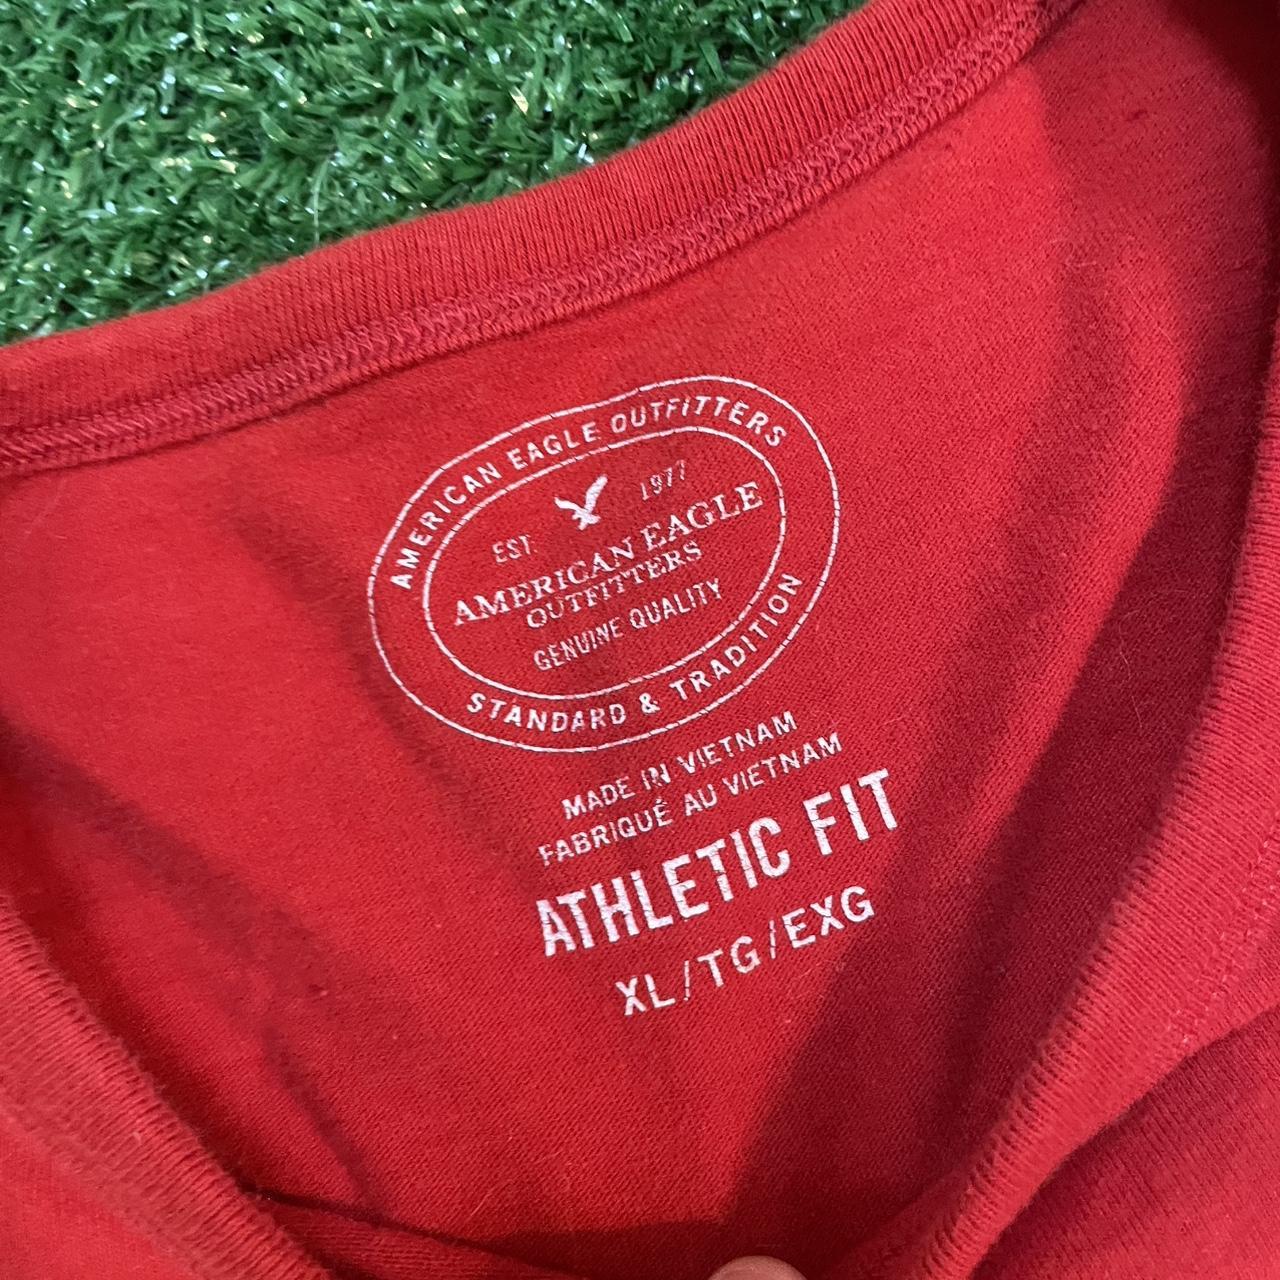 AMERICAN EAGLE OUTFITTERS
EST. 1977
AMERICAN EAGLE
OUTFITTERS
GENUINE QUALITY
STANDARD & TRADITION
MADE IN VIETNAM
FABRIQUÉ AU VIETNAM
ATHLETIC FIT
XL/TG/EXG